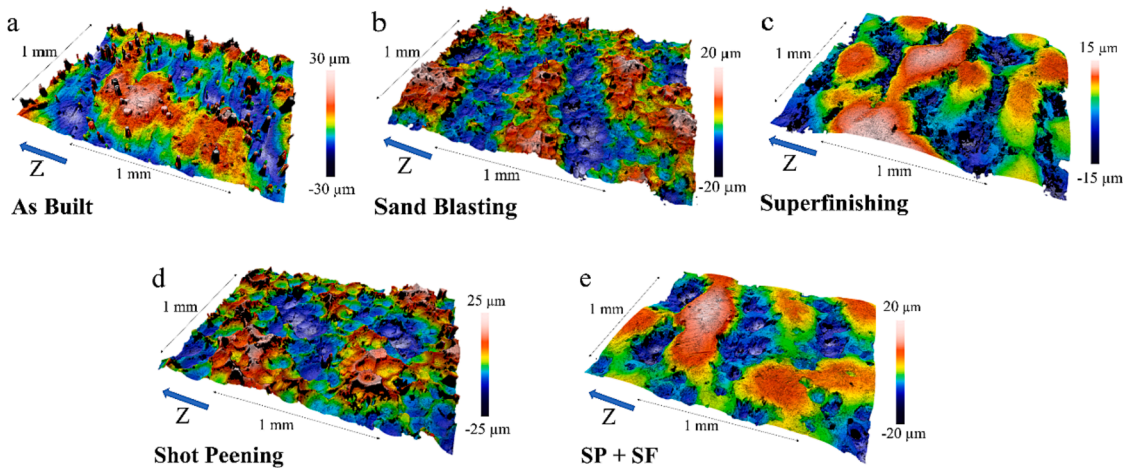 a
1 mm
30 µm
-30 µm
Z
1 mm
As Built
b
1 mm
20 µm
-20 µm
Z
1 mm
Sand Blasting
c
1 mm
15 µm
-15 µm
Z
1 mm
Superfinishing
d
1 mm
25 µm
-25 µm
Z
1 mm
Shot Peening
e
1 mm
20 µm
-20 µm
Z
1 mm
SP + SF